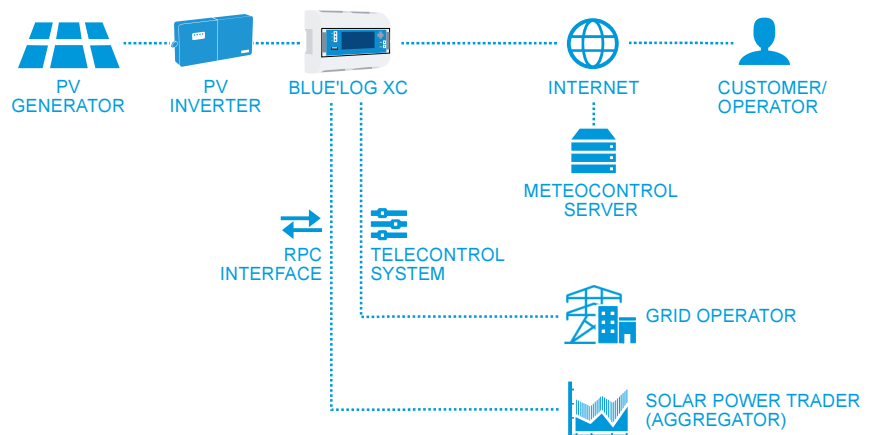 PV
GENERATOR
PV
INVERTER
BLUE'LOG XC
INTERNET
CUSTOMER/
OPERATOR
METEOCONTROL
SERVER
RPC
INTERFACE
TELECONTROL
SYSTEM
GRID OPERATOR
SOLAR POWER TRADER
(AGGREGATOR)